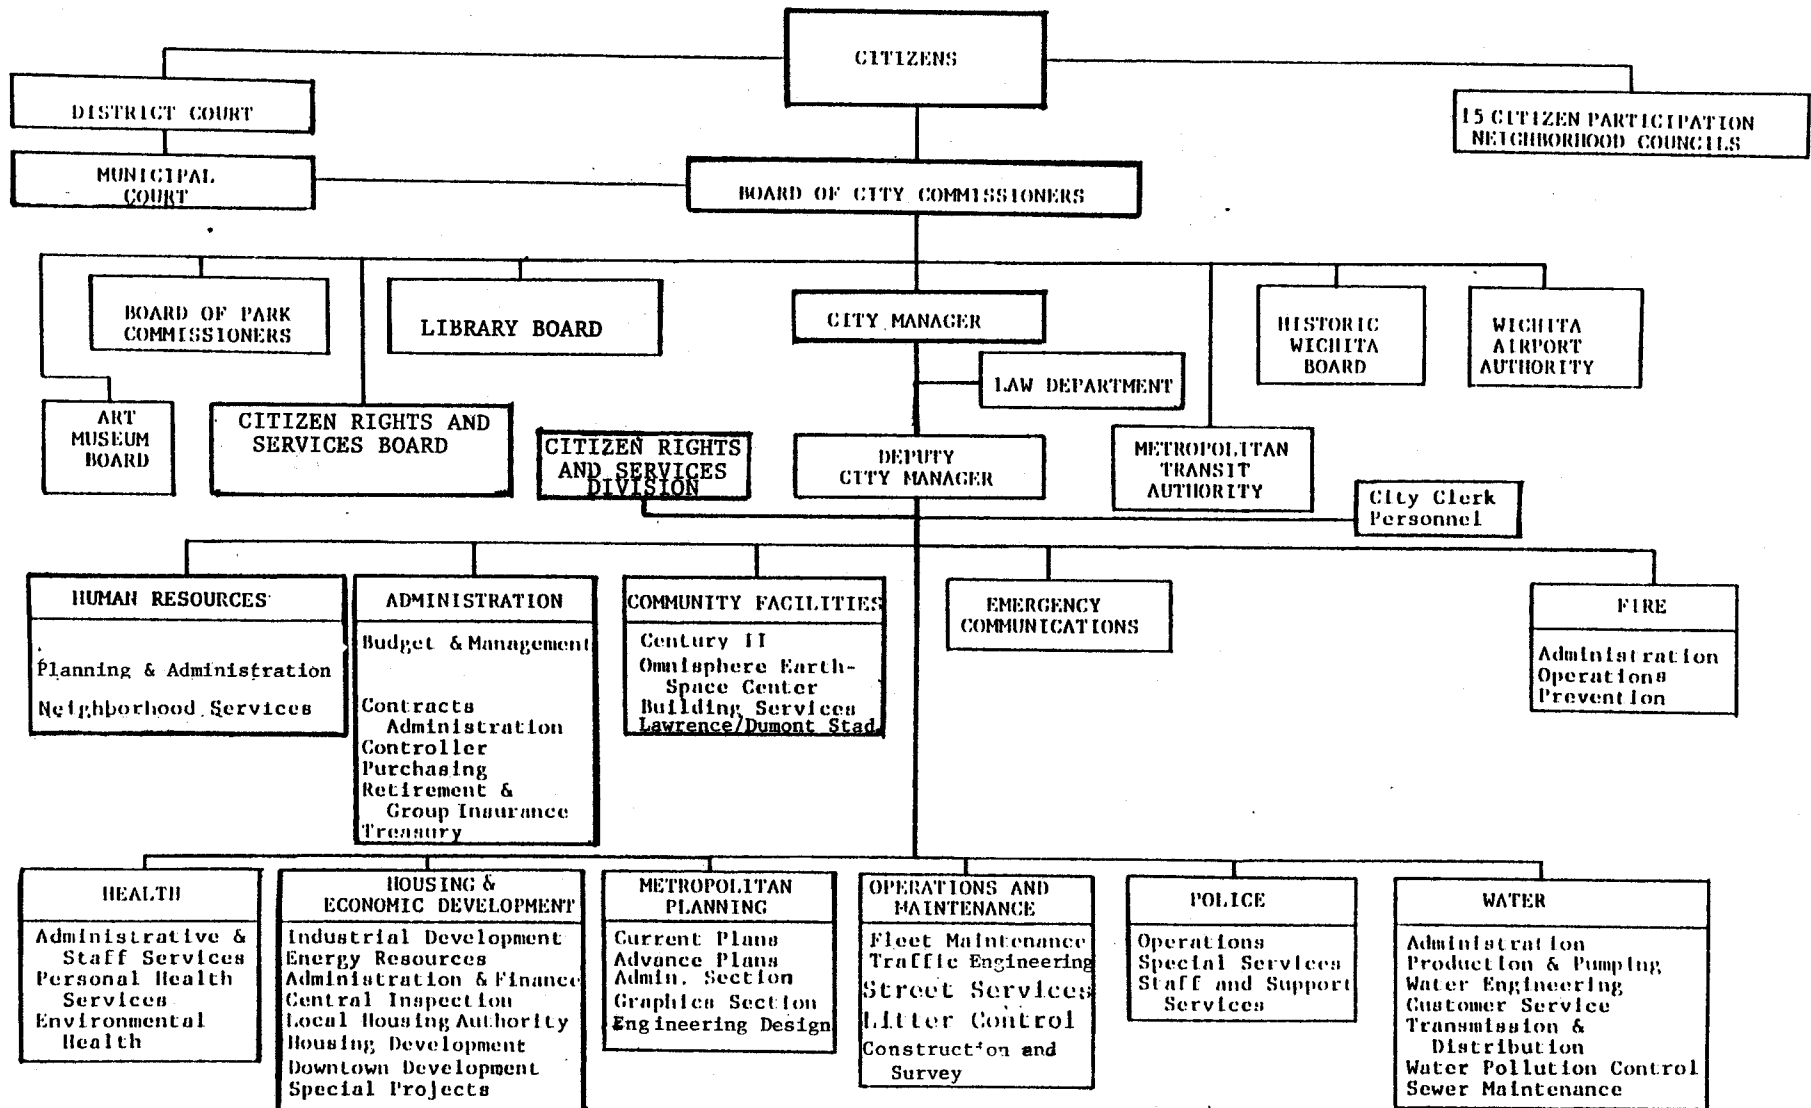 CITIZENS
DISTRICT COURT
15 CITIZEN PARTICIPATION
NEIGHBORHOOD COUNCILS
MUNICIPAL
COURT
BOARD OF CITY COMMISSIONERS
BOARD OF PARK
COMMISSIONERS
LIBRARY BOARD
CITY MANAGER
HISTORIC
WICHITA
BOARD
WICHITA
AIRPORT
AUTHORITY
LAW DEPARTMENT
ART
MUSEUM
BOARD
CITIZEN RIGHTS AND
SERVICES BOARD
CITIZEN RIGHTS
AND SERVICES
DIVISION
DEPUTY
CITY MANAGER
METROPOLITAN
TRANSIT
AUTHORITY
City Clerk
Personnel
HUMAN RESOURCES
Planning & Administration
Neighborhood Services
ADMINISTRATION
Budget & Management
Contracts
Administration
Controller
Purchasing
Retirement &
Group Insurance
Treasury
COMMUNITY FACILITIES
Century II
Omnisphere Earth-
Space Center
Building Services
Lawrence/Dumont Stad.
EMERGENCY
COMMUNICATIONS
FIRE
Administration
Operations
Prevention
HEALTH
Administrative &
Staff Services
Personal Health
Services
Environmental
Health
HOUSING &
ECONOMIC DEVELOPMENT
Industrial Development
Energy Resources
Administration & Finance
Central Inspection
Local Housing Authority
Housing Development
Downtown Development
Special Projects
METROPOLITAN
PLANNING
Current Plans
Advance Plans
Admin. Section
Graphics Section
Engineering Design
OPERATIONS AND
MAINTENANCE
Fleet Maintenance
Traffic Engineering
Street Services
Litter Control
Construction and
Survey
POLICE
Operations
Special Services
Staff and Support
Services
WATER
Administration
Production & Pumping
Water Engineering
Customer Service
Transmission &
Distribution
Water Pollution Control
Sewer Maintenance